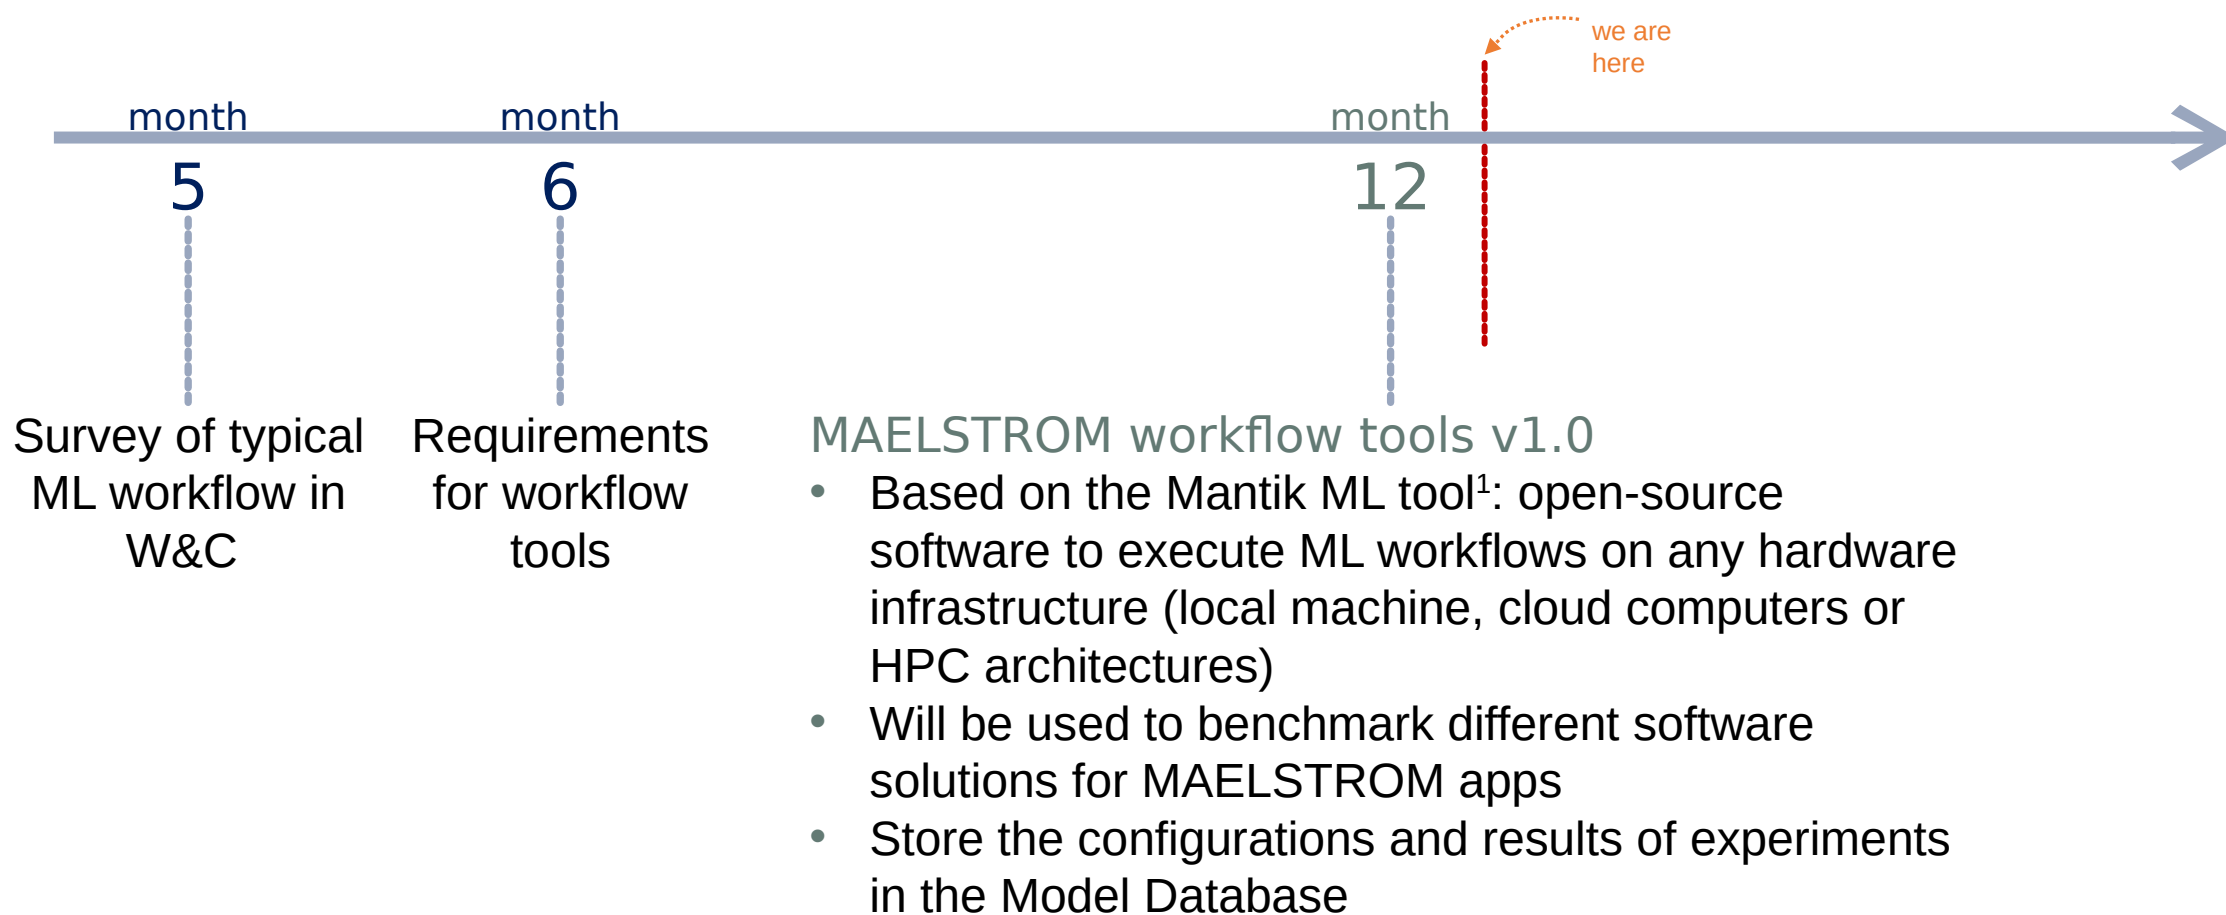 we are
here
month
month
month
5
6
12
Survey of typical
ML workflow in
W&C
Requirements
for workflow
tools
MAELSTROM workflow tools v1.0
• Based on the Mantik ML tool¹: open-source
software to execute ML workflows on any hardware
infrastructure (local machine, cloud computers or
HPC architectures)
• Will be used to benchmark different software
solutions for MAELSTROM apps
• Store the configurations and results of experiments
in the Model Database